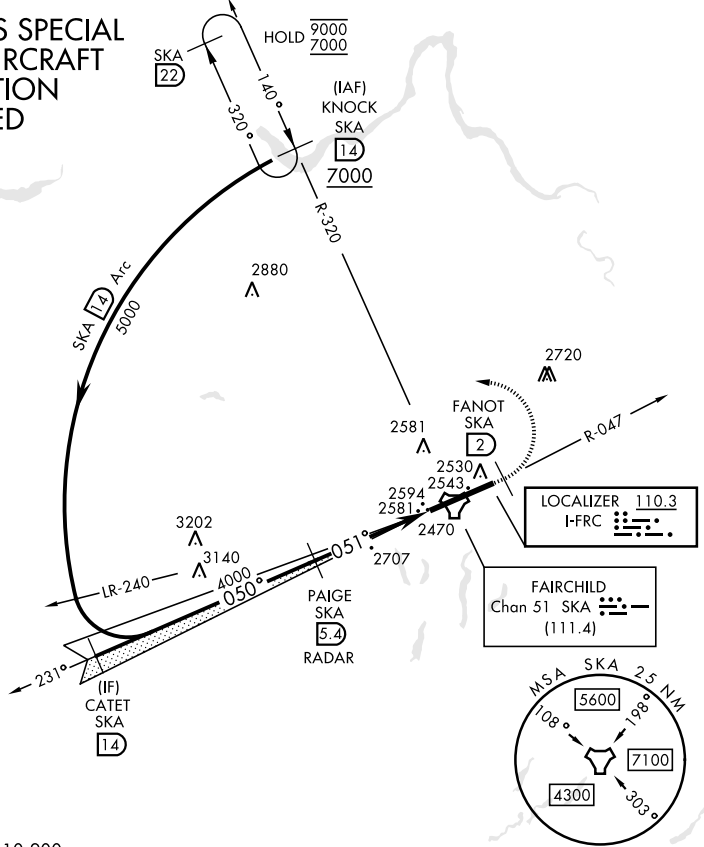 S SPECIAL
RCRAFT
TION
ED
HOLD 9000
7000
SKA
22
140°
320°
(IAF)
KNOCK
SKA
14
7000
R-320
SKA 14 Arc
5000
2880
2720
FANOT
SKA
2
2581
R-047
2530
2543
2594
2581
2470
LOCALIZER 110.3
I-FRC
3202
3140
051°
2707
LR-240
4000
050°
PAIGE
SKA
5.4
RADAR
FAIRCHILD
Chan 51 SKA
(111.4)
231°
(IF)
CATET
SKA
14
MSA SKA 25 NM
5600
108°
198°
7100
4300
303°